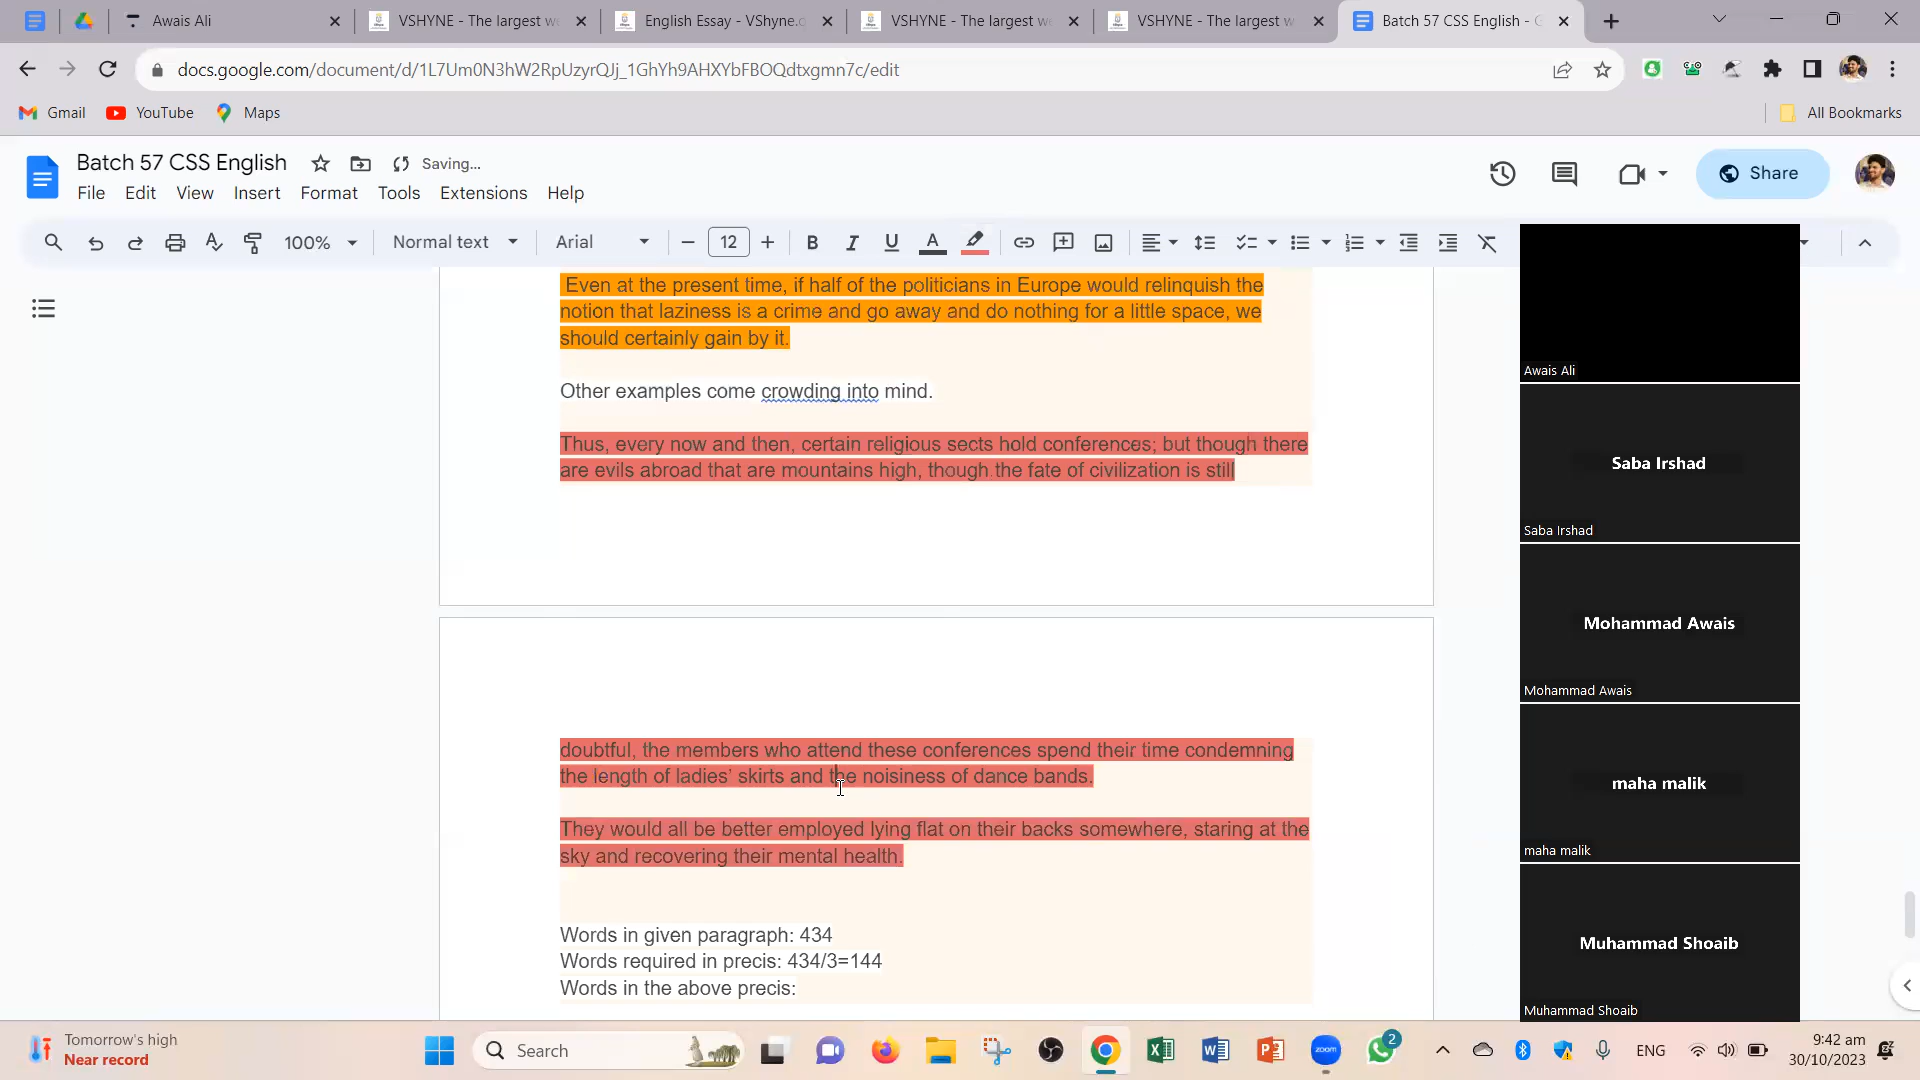 Awais Ali
VSHYNE - The largest w
English Essay - VShyne.
VSHYNE - The largest w
VSHYNE - The largest w
Batch 57 CSS English - G
docs.google.com/document/d/1L7Um0N3hW2RpUzyrQJj_1GhYh9AHXYbFBOQdtxgmn7c/edit
Gmail
YouTube
Maps
All Bookmarks
Batch 57 CSS English
Saving...
File Edit View Insert Format Tools Extensions Help
Share
100%
Normal text
Arial
12
Even at the present time, if half of the politicians in Europe would relinquish the
notion that laziness is a crime and go away and do nothing for a little space, we
should certainly gain by it.
Other examples come crowding into mind.
Thus, every now and then, certain religious sects hold conferences; but though there
are evils abroad that are mountains high, though the fate of civilization is still
doubtful, the members who attend these conferences spend their time condemning
the length of ladies' skirts and the noisiness of dance bands.
They would all be better employed lying flat on their backs somewhere, staring at the
sky and recovering their mental health.
Words in given paragraph: 434
Words required in precis: 434/3=144
Words in the above precis:
Awais Ali
Saba Irshad
Saba Irshad
Mohammad Awais
Mohammad Awais
maha malik
maha malik
Muhammad Shoaib
Muhammad Shoaib
Tomorrow's high
Near record
Search
zoom
2
ENG
9:42 am
30/10/2023